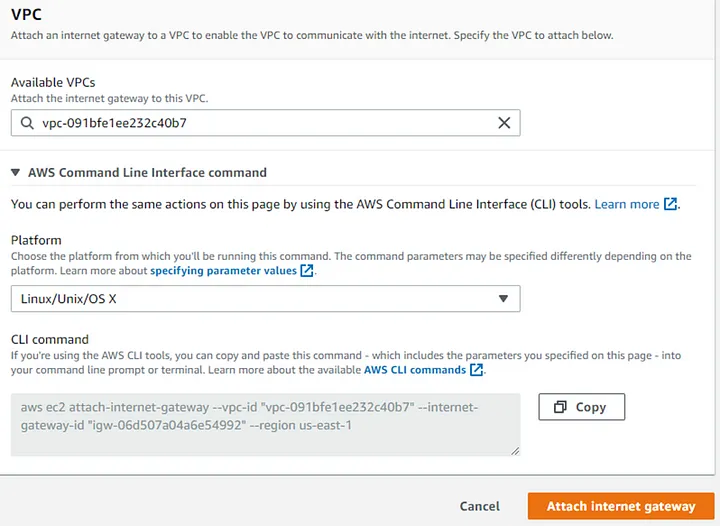 VPC
Attach an internet gateway to a VPC to enable the VPC to communicate with the internet. Specify the VPC to attach below.
Available VPCs
Attach the internet gateway to this VPC.
vpc-091bfe1ee232c40b7
AWS Command Line Interface command
You can perform the same actions on this page by using the AWS Command Line Interface (CLI) tools. Learn more.
Platform
Choose the platform from which you'll be running this command. The command parameters may be specified differently depending on the
platform. Learn more about specifying parameter values.
Linux/Unix/OS X
CLI command
If you're using the AWS CLI tools, you can copy and paste this command - which includes the parameters you specified on this page - into
your command line prompt or terminal. Learn more about the available AWS CLI commands.
aws ec2 attach-internet-gateway --vpc-id "vpc-091bfe1ee232c40b7" --internet-
gateway-id "igw-06d507a04a6e54992" --region us-east-1
Copy
Cancel
Attach internet gateway